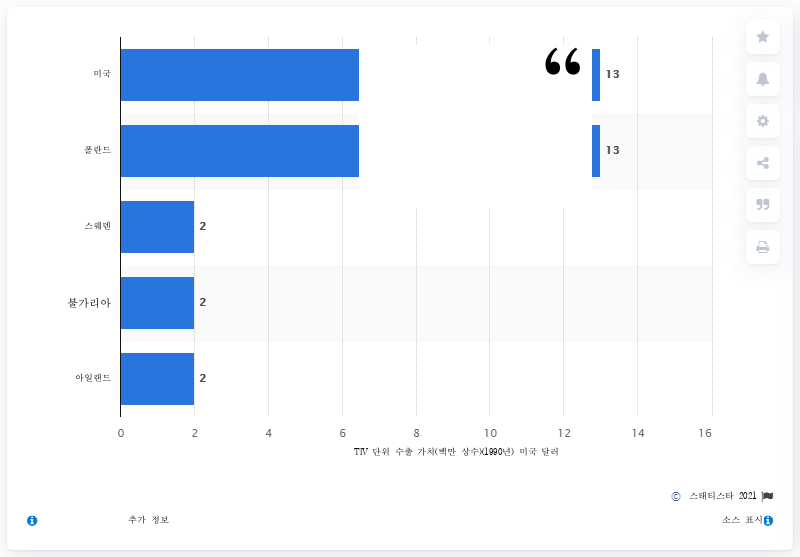 미국
13
폴란드
13
스웨덴
2
불가리아
2
아일랜드
2
0 2 4 6 8 10 12 14 16
TIV 단위 수출 가치(백만 상수)(1990년) 미국 달러
© 스태티스타 2021
추가 정보
소스 표시